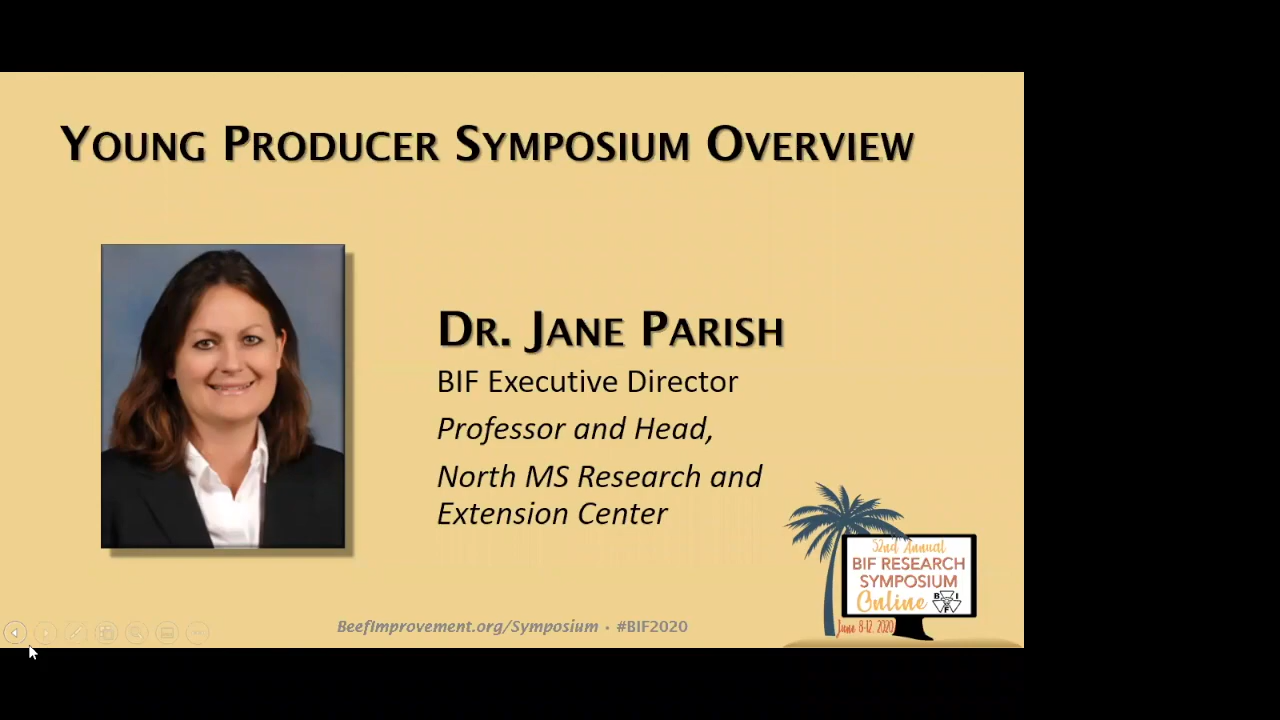 YOUNG PRODUCER SYMPOSIUM OVERVIEW
DR. JANE PARISH
BIF Executive Director
Professor and Head,
North MS Research and
Extension Center
52nd Annual
BIF RESEARCH
SYMPOSIUM
Online
B I
F
June 8-12, 2020
BeefImprovement.org/Symposium • #BIF2020